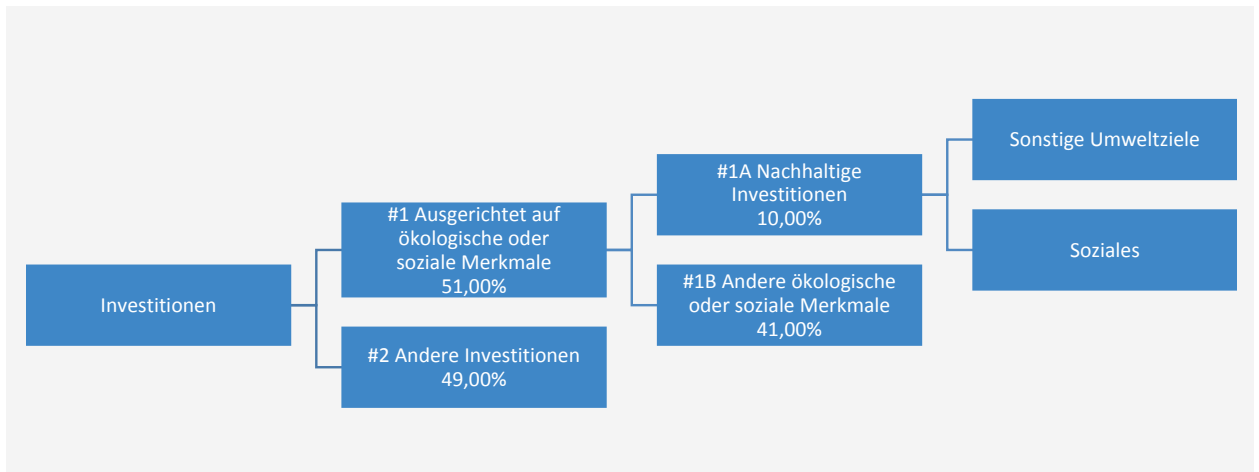 Investitionen
#1 Ausgerichtet auf
ökologische oder
soziale Merkmale
51,00%
#2 Andere Investitionen
49,00%
#1A Nachhaltige
Investitionen
10,00%
#1B Andere ökologische
oder soziale Merkmale
41,00%
Sonstige Umweltziele
Soziales